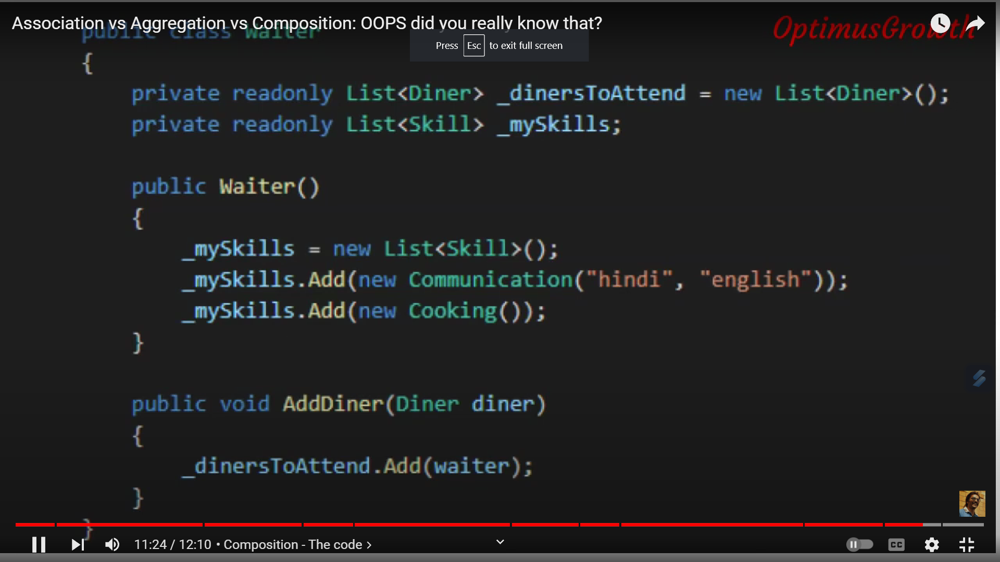 Association vs Aggregation vs Composition: OOPS did you really know that?
OptimusGrowth
public class Waiter
Press Esc to exit full screen
{
private readonly List<Diner> _dinersToAttend = new List<Diner>();
private readonly List<Skill> _mySkills;
public Waiter()
{
_mySkills = new List<Skill>();
_mySkills.Add(new Communication("hindi", "english"));
_mySkills.Add(new Cooking());
}
public void AddDiner(Diner diner)
{
_dinersToAttend.Add(waiter);
}
}
11:24 / 12:10 • Composition - The code >
CC